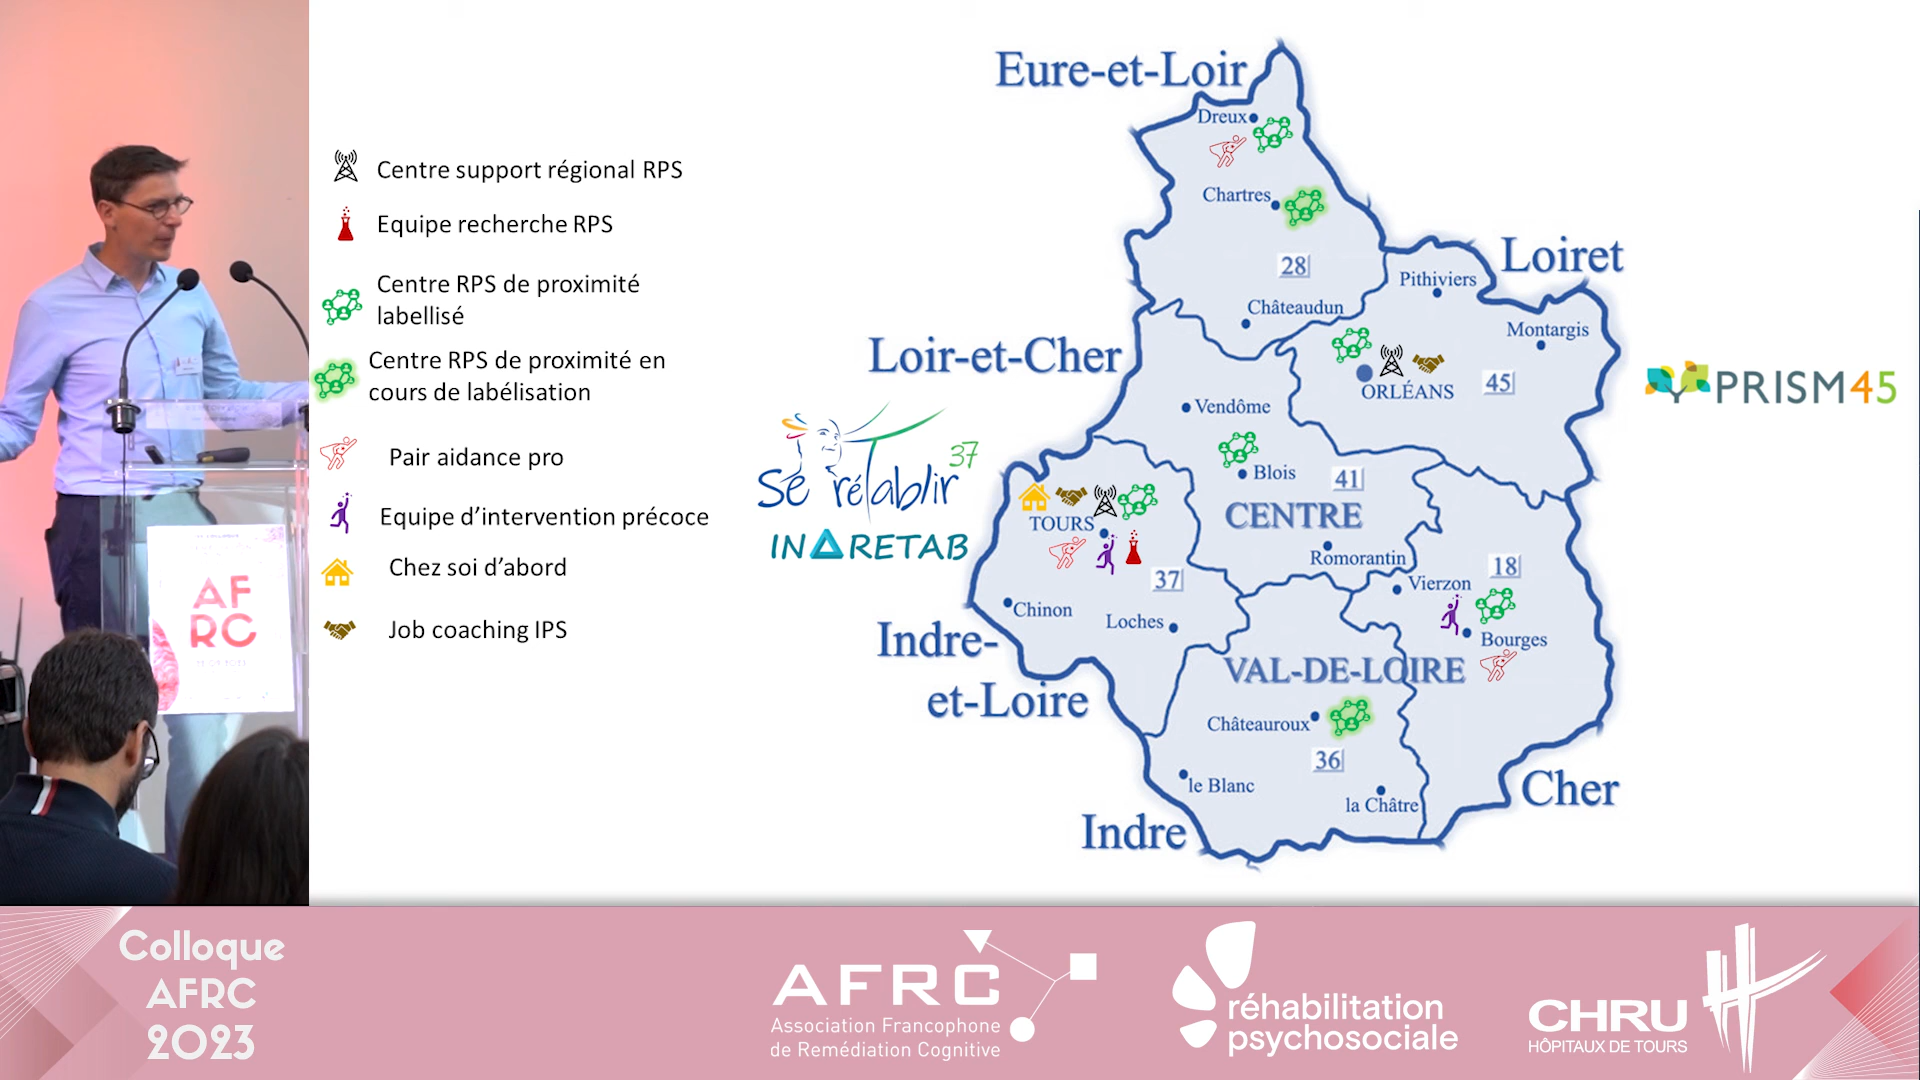 Centre support régional RPS
Equipe recherche RPS
Centre RPS de proximité
labellisé
Centre RPS de proximité en
cours de labélisation
Pair aidance pro
Equipe d’intervention précoce
Chez soi d’abord
Job coaching IPS
Eure-et-Loir
Dreux
Chartres
28
Châteaudun
Loiret
Pithiviers
Montargis
ORLÉANS
45
PRISM45
Loir-et-Cher
Vendôme
Blois
41
CENTRE
Romorantin
Se rétablir 37
INARETAB
TOURS
37
Chinon
Loches
Indre-
et-Loire
Vierzon
18
Bourges
VAL-DE-LOIRE
Châteauroux
36
le Blanc
la Châtre
Cher
Indre
AF
RC
Colloque
AFRC
2023
AFRC
Association Francophone
de Remédiation Cognitive
réhabilitation
psychosociale
CHRU
HÔPITAUX DE TOURS